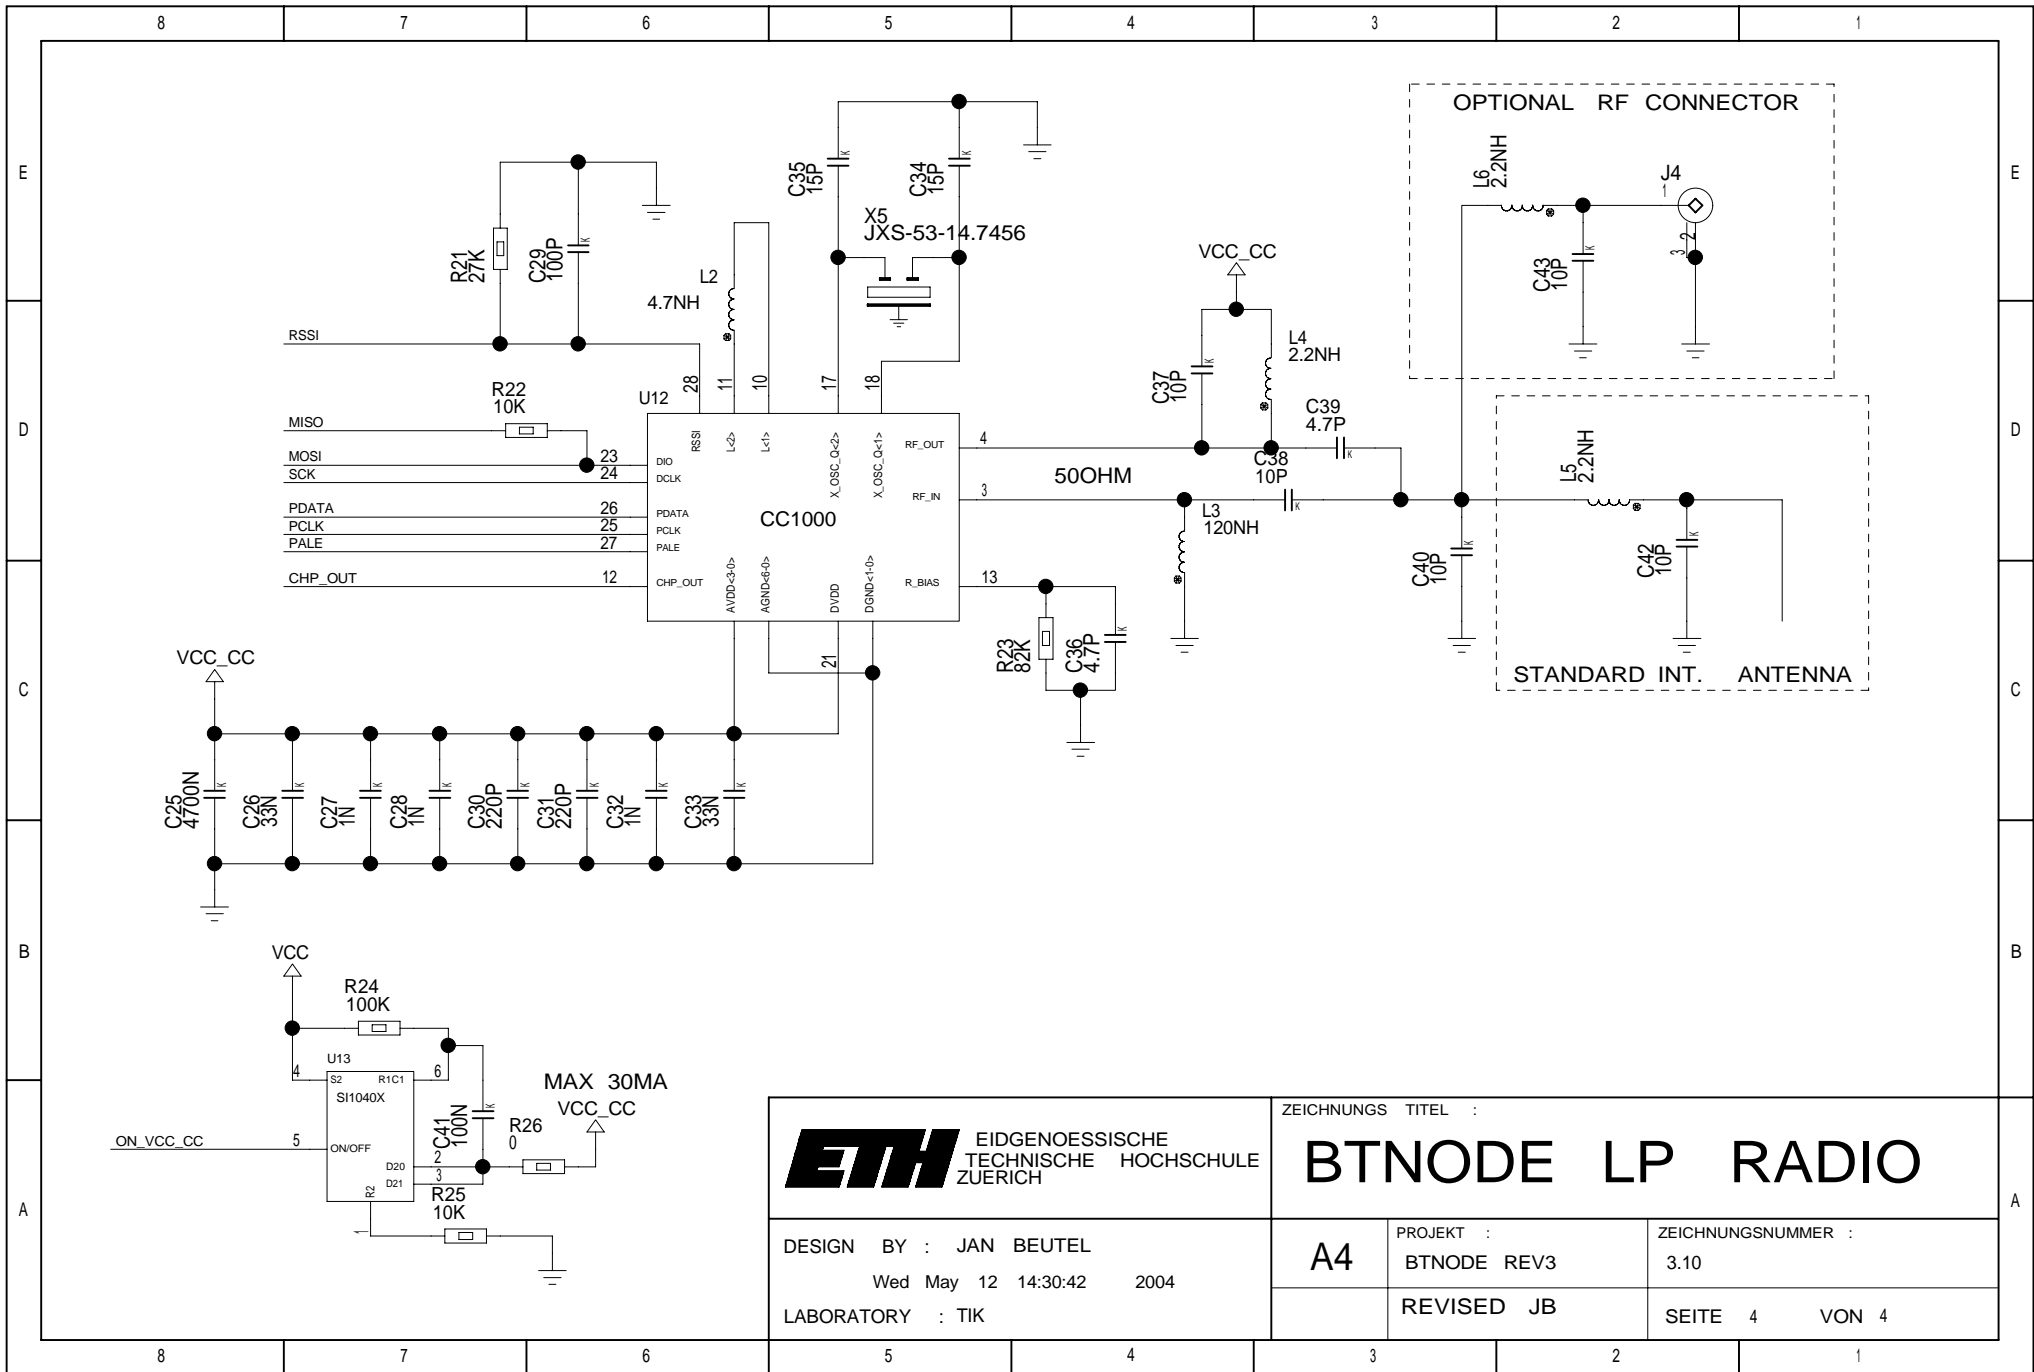 8 7 6 5 4 3 2 1
E
D
C
B
A
OPTIONAL RF CONNECTOR
L6
2.2NH
J4
1
2
3
C43
10P
C35
15P
C34
15P
X5
JXS-53-14.7456
R21
27K
C29
100P
L2
4.7NH
VCC_CC
L4
2.2NH
C37
10P
C39
4.7P
RSSI
R22
10K
U12
28
11
10
17
18
MISO
MOSI
SCK
PDATA
PCLK
PALE
CHP_OUT
23
24
26
25
27
12
RSSI
L<2>
L<1>
X_OSC_Q<2>
X_OSC_Q<1>
DIO
DCLK
PDATA
PCLK
PALE
CHP_OUT
CC1000
RF_OUT
RF_IN
R_BIAS
AVDD<3-0>
AGND<6-0>
DVDD
DGND<1-0>
4
3
13
21
50OHM
C38
10P
L3
120NH
R23
82K
C36
4.7P
C40
10P
L5
2.2NH
C42
10P
STANDARD INT. ANTENNA
VCC_CC
C25
4700N
C26
33N
C27
1N
C28
1N
C30
220P
C31
220P
C32
1N
C33
33N
VCC
R24
100K
U13
4
S2
R1C1
6
SI1040X
ON_VCC_CC
5
ON/OFF
D20
D21
2
3
R2
1
C41
100N
R26
0
MAX 30MA
VCC_CC
R25
10K
ETH
EIDGENOESSISCHE
TECHNISCHE HOCHSCHULE
ZUERICH
DESIGN BY : JAN BEUTEL
Wed May 12 14:30:42 2004
LABORATORY : TIK
ZEICHNUNGS TITEL :
BTNODE LP RADIO
A4
PROJEKT :
BTNODE REV3
ZEICHNUNGSNUMMER :
3.10
REVISED JB
SEITE 4 VON 4
E
D
C
B
A
8 7 6 5 4 3 2 1